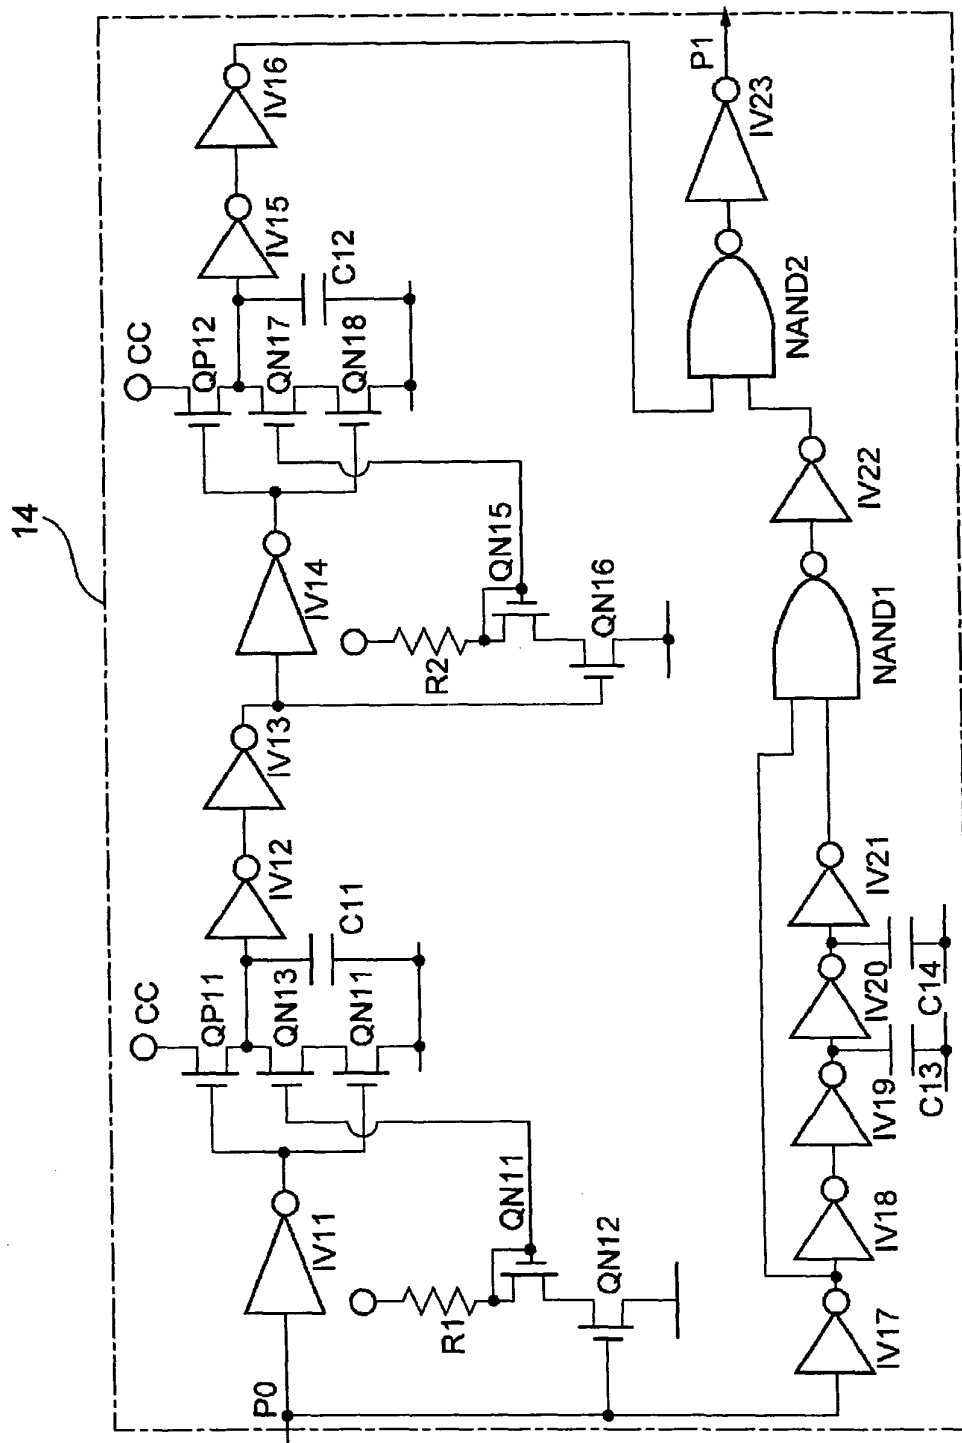 14
P0
IV11
R1
QN11
QN12
CC
QP11
QN13
QN11
C11
IV12
IV13
IV14
R2
QN15
QN16
CC
QP12
QN17
QN18
C12
IV15
IV16
IV17
IV18
IV19
C13
IV20
C14
IV21
NAND1
IV22
NAND2
IV23
P1